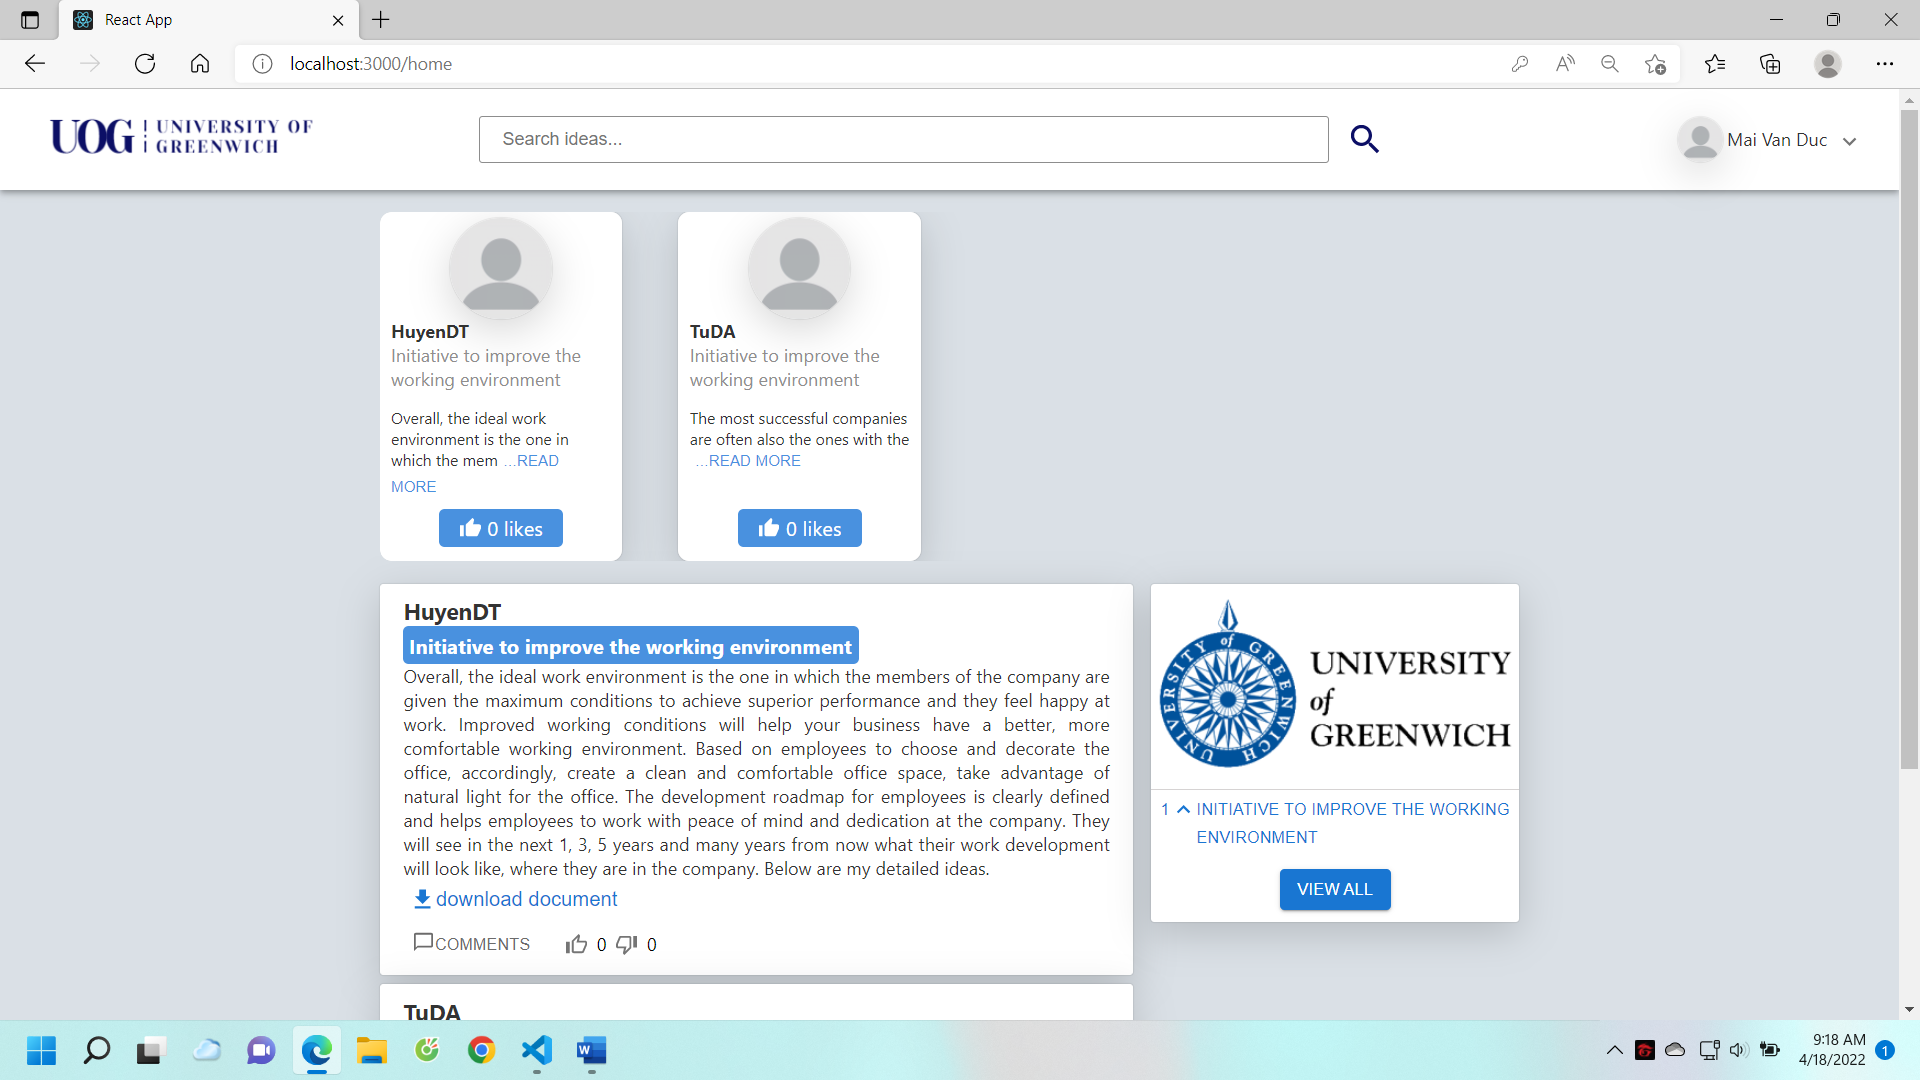 React App
localhost:3000/home
UOG UNIVERSITY OF
GREENWICH
Search ideas...
Mai Van Duc
HuyenDT
Initiative to improve the
working environment
Overall, the ideal work
environment is the one in
which the mem ...READ
MORE
0 likes
TuDA
Initiative to improve the
working environment
The most successful companies
are often also the ones with the
...READ MORE
0 likes
HuyenDT
Initiative to improve the working environment
Overall, the ideal work environment is the one in which the members of the company are
given the maximum conditions to achieve superior performance and they feel happy at
work. Improved working conditions will help your business have a better, more
comfortable working environment. Based on employees to choose and decorate the
office, accordingly, create a clean and comfortable office space, take advantage of
natural light for the office. The development roadmap for employees is clearly defined
and helps employees to work with peace of mind and dedication at the company. They
will see in the next 1, 3, 5 years and many years from now what their work development
will look like, where they are in the company. Below are my detailed ideas.
download document
COMMENTS 0 0
TuDA
UNIVERSITY of GREENWICH
UNIVERSITY
of
GREENWICH
1 INITIATIVE TO IMPROVE THE WORKING
ENVIRONMENT
VIEW ALL
9:18 AM
4/18/2022
1